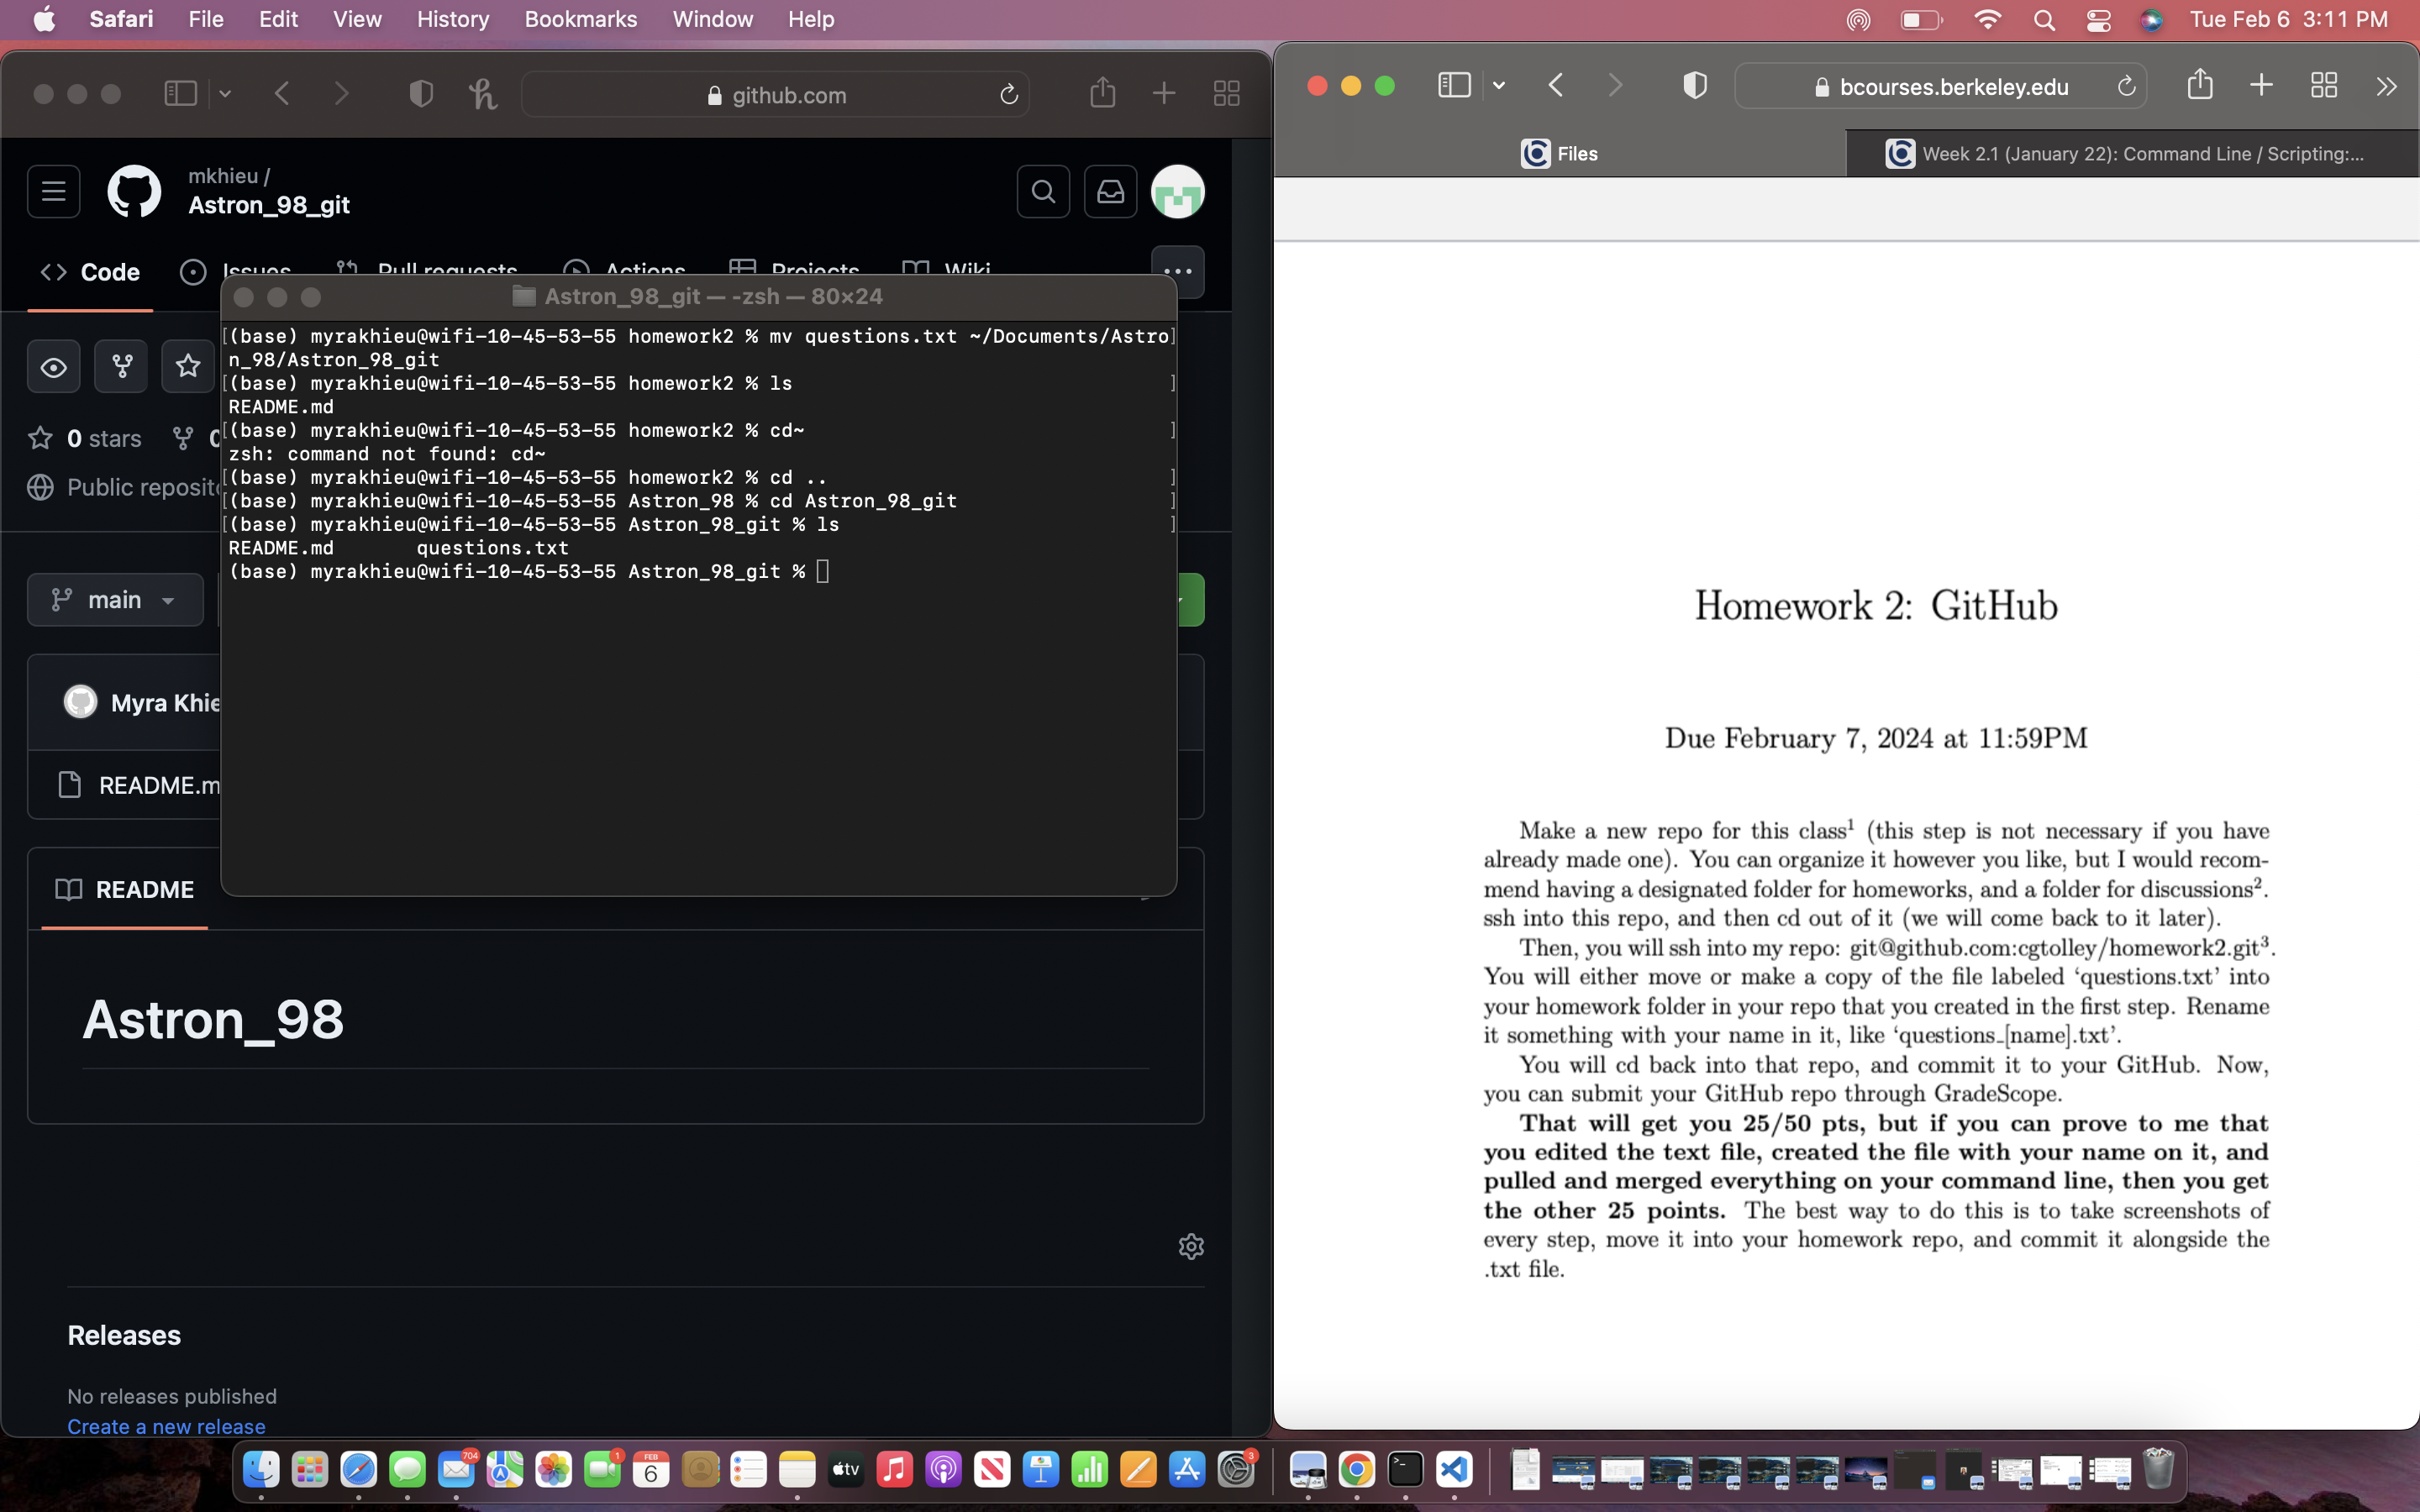 Safari File Edit View History Bookmarks Window Help
Tue Feb 6 3:11 PM
github.com
mkhieu /
Astron_98_git
Code Issues Pull requests Actions Projects Wiki
0 stars
Public
main
Myra
README
Astron_98
Releases
No releases published
Create a new release
Astron_98_git — -zsh — 80×24
(base) myrakhieu@wifi-10-45-53-55 homework2 % mv questions.txt ~/Documents/Astro
n_98/Astron_98_git
(base) myrakhieu@wifi-10-45-53-55 homework2 % ls
README.md
(base) myrakhieu@wifi-10-45-53-55 homework2 % cd~
zsh: command not found: cd~
(base) myrakhieu@wifi-10-45-53-55 homework2 % cd ..
(base) myrakhieu@wifi-10-45-53-55 Astron_98 % cd Astron_98_git
(base) myrakhieu@wifi-10-45-53-55 Astron_98_git % ls
README.md questions.txt
(base) myrakhieu@wifi-10-45-53-55 Astron_98_git %
bcourses.berkeley.edu
Files
Week 2.1 (January 22): Command Line / Scripting:...
Homework 2: GitHub
Due February 7, 2024 at 11:59PM
Make a new repo for this class1 (this step is not necessary if you have
already made one). You can organize it however you like, but I would recom-
mend having a designated folder for homeworks, and a folder for discussions2.
ssh into this repo, and then cd out of it (we will come back to it later).
Then, you will ssh into my repo: git@github.com:cgtolley/homework2.git3.
You will either move or make a copy of the file labeled ‘questions.txt’ into
your homework folder in your repo that you created in the first step. Rename
it something with your name in it, like ‘questions_[name].txt’.
You will cd back into that repo, and commit it to your GitHub. Now,
you can submit your GitHub repo through GradeScope.
That will get you 25/50 pts, but if you can prove to me that
you edited the text file, created the file with your name on it, and
pulled and merged everything on your command line, then you get
the other 25 points. The best way to do this is to take screenshots of
every step, move it into your homework repo, and commit it alongside the
.txt file.
704
1
FEB
6
tv
3